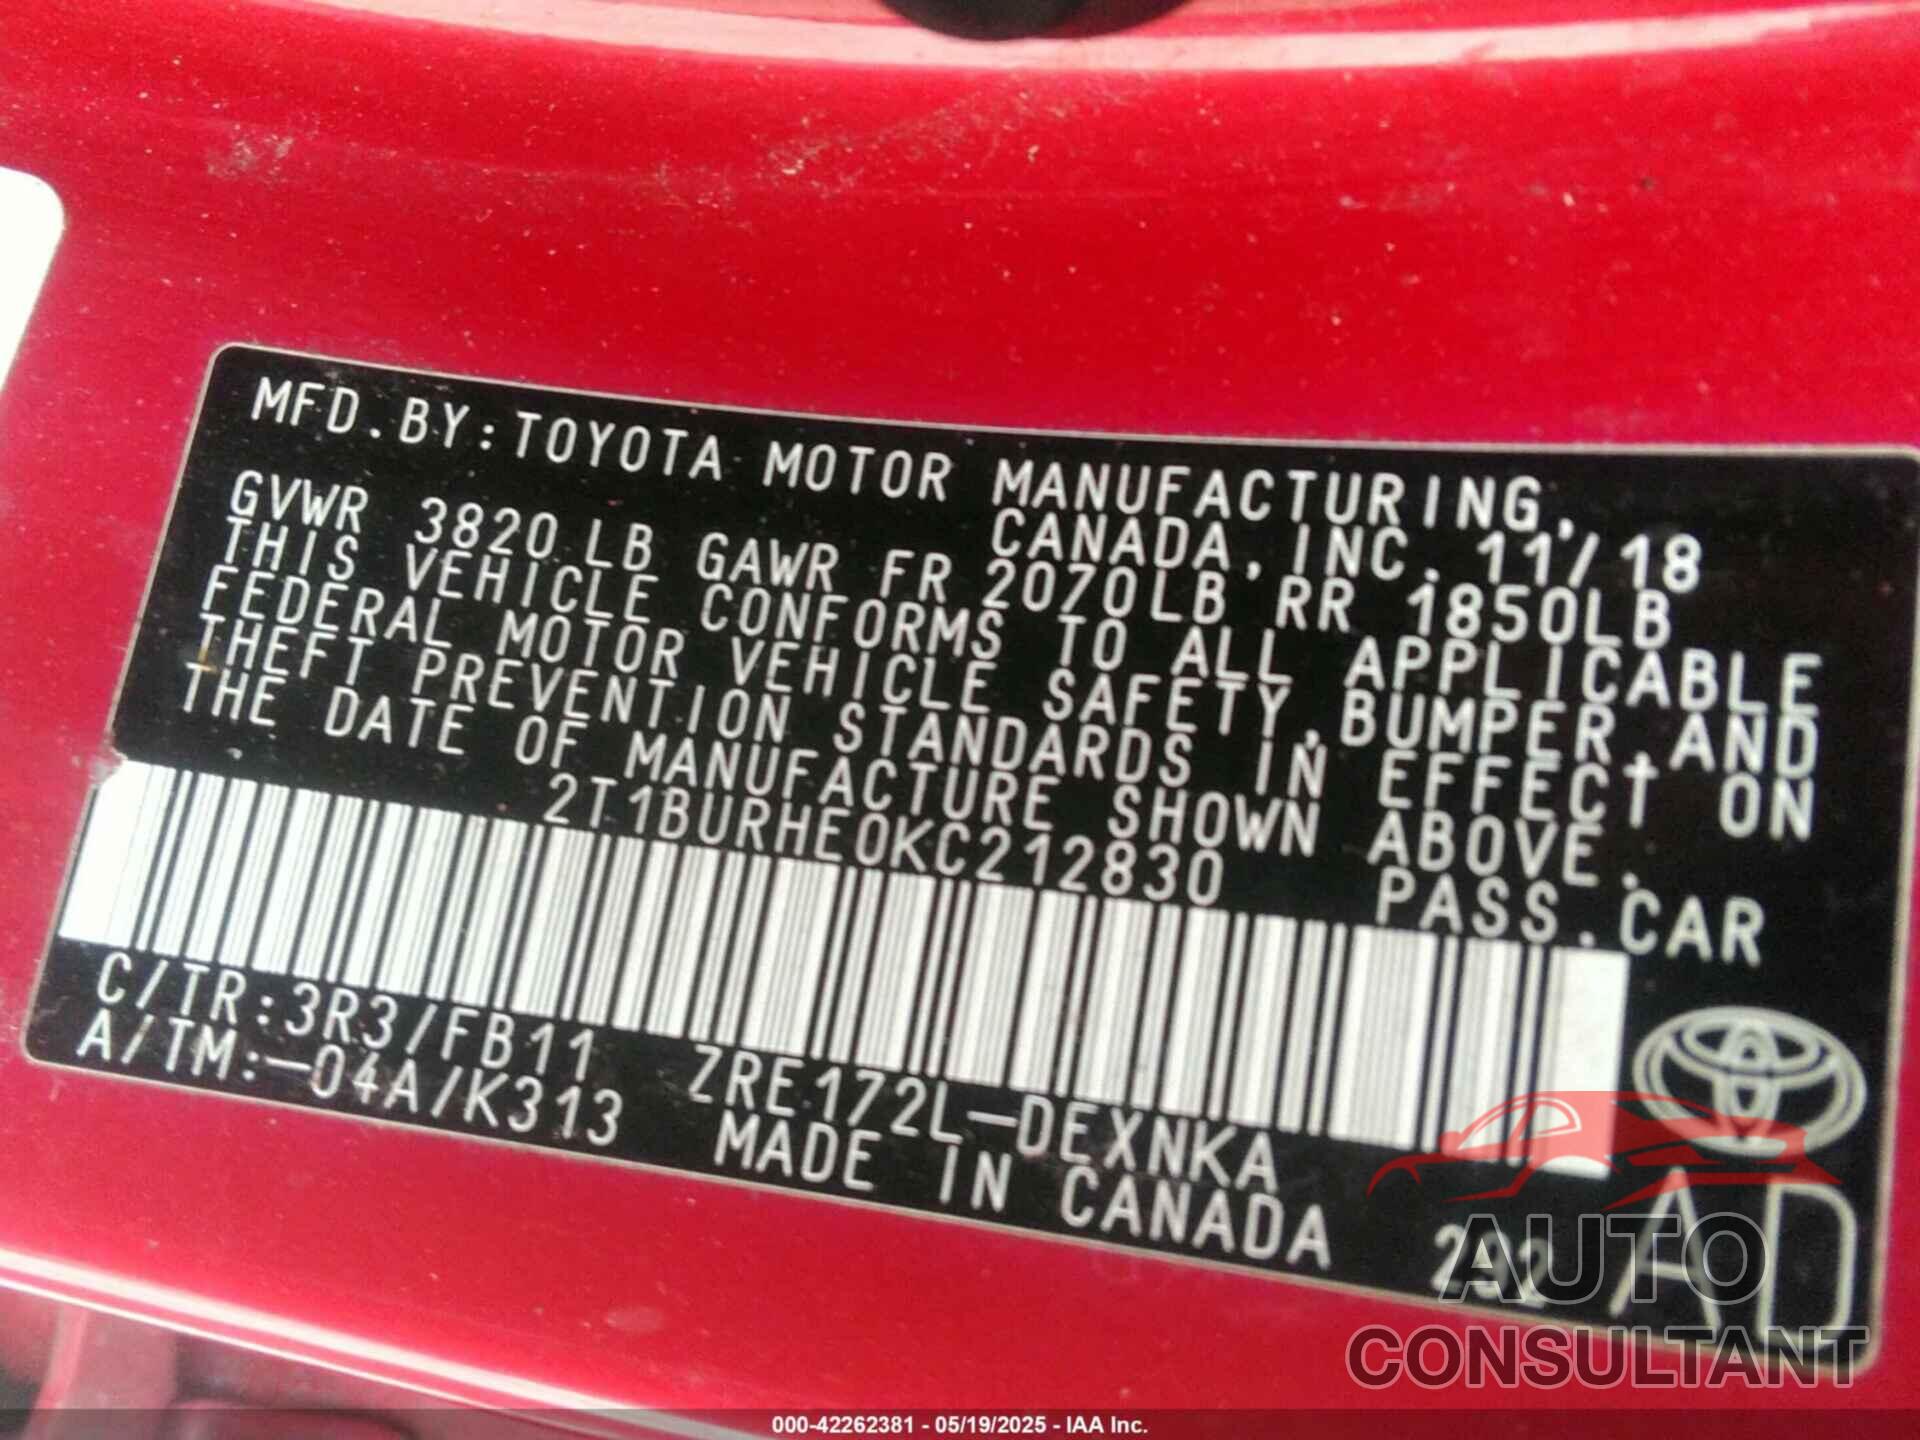 MFD.BY:TOYOTA MOTOR MANUFACTURING,
CANADA,INC. 11/18
GVWR 3820LB GAWR FR 2070LB RR 1850LB
THIS VEHICLE CONFORMS TO ALL APPLICABLE
FEDERAL MOTOR VEHICLE SAFETY,BUMPER,AND
THEFT PREVENTION STANDARDS IN EFFECT ON
THE DATE OF MANUFACTURE SHOWN ABOVE.
2T1BURHE0KC212830 PASS.CAR
C/TR:3R3/FB11 ZRE172L-DEXNKA
A/TM:-04A/K313 MADE IN CANADA 292 AD
AUTO
CONSULTANT
000-42262381 - 05/19/2025 - IAA Inc.